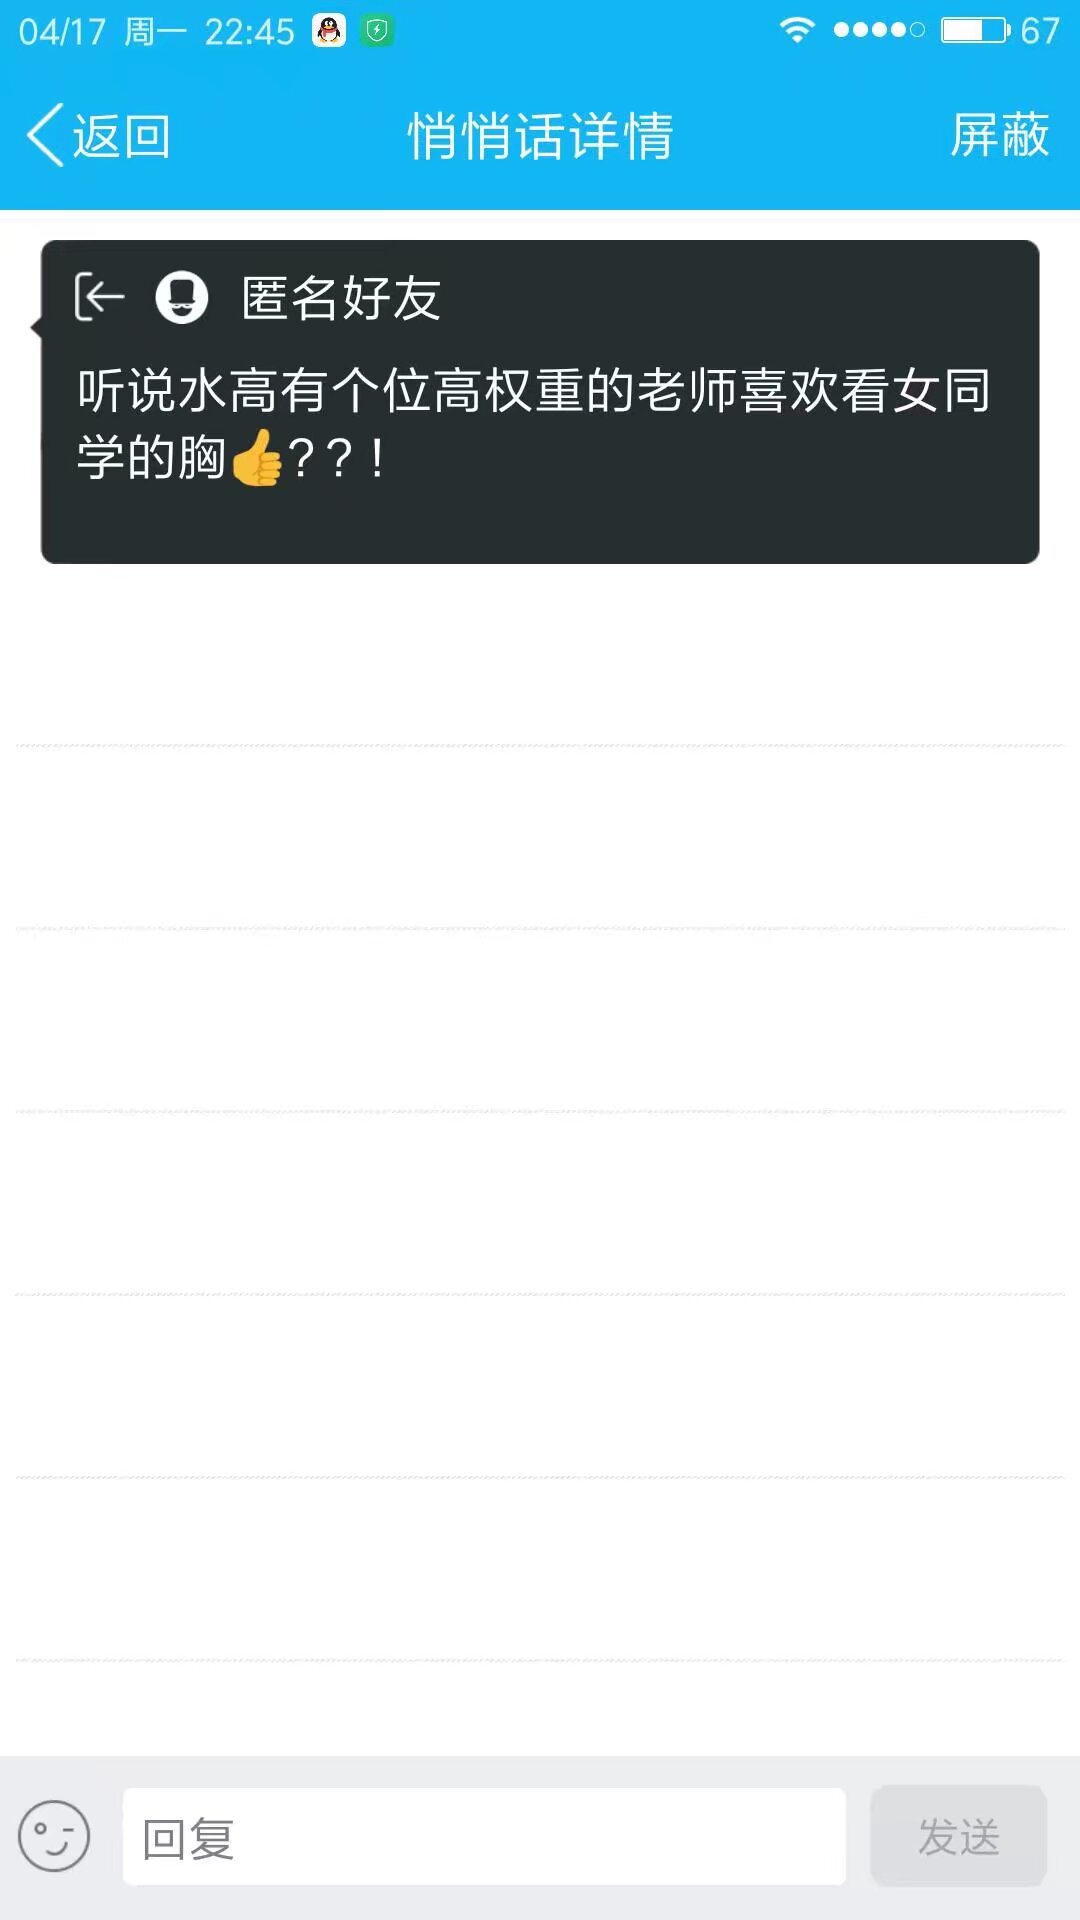 04/17 周一 22:45 67
返回 悄悄话详情 屏蔽
匿名好友
听说水高有个位高权重的老师喜欢看女同
学的胸👍？？！
回复 发送